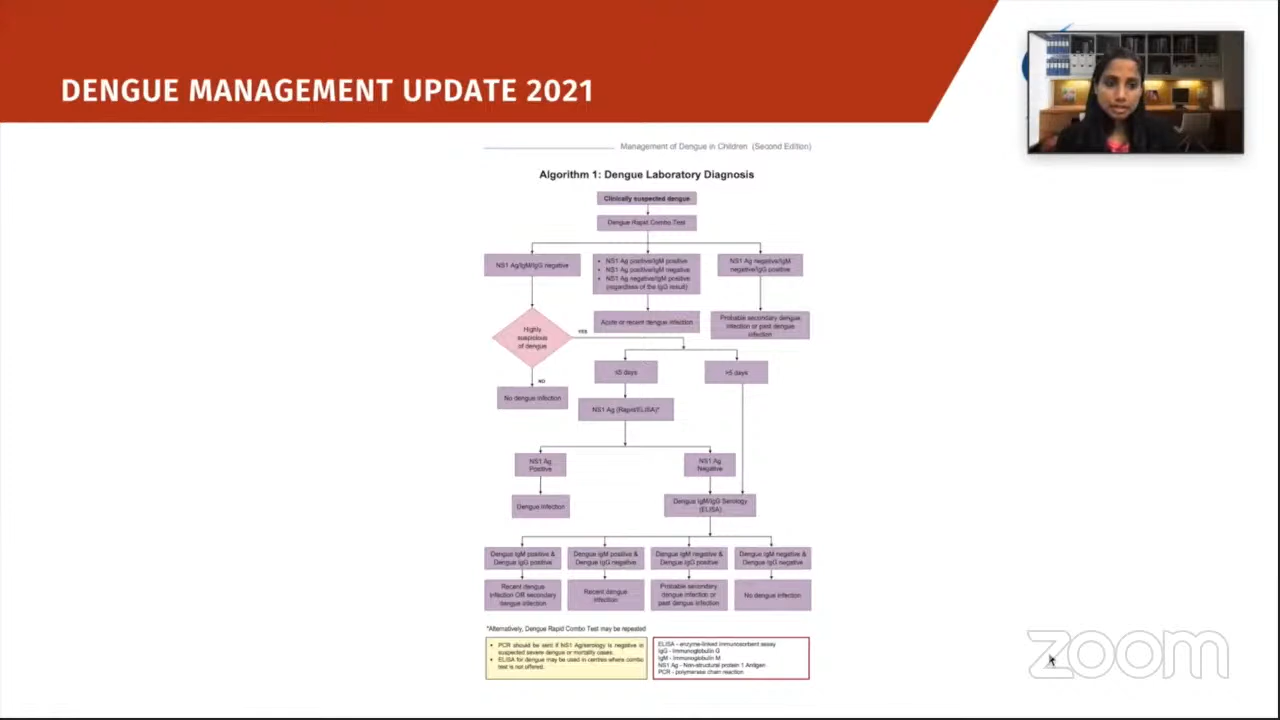 DENGUE MANAGEMENT UPDATE 2021
Management of Dengue in Children (Second Edition)
Algorithm 1: Dengue Laboratory Diagnosis
Clinically suspected dengue
Dengue Rapid Combo Test
NS1 Ag/IgM/IgG negative
• NS1 Ag positive/IgM positive
• NS1 Ag positive/IgM negative
• NS1 Ag negative/IgM positive
(regardless of the IgG result)
NS1 Ag negative/IgM
negative/IgG positive
Acute or recent dengue infection
Probable secondary dengue
infection or past dengue
infection
Highly
suspicious
of dengue
YES
NO
No dengue infection
≤5 days
>5 days
NS1 Ag (Rapid/ELISA)*
NS1 Ag
Positive
NS1 Ag
Negative
Dengue infection
Dengue IgM/IgG Serology
(ELISA)
Dengue IgM positive &
Dengue IgG positive
Dengue IgM positive &
Dengue IgG negative
Dengue IgM negative &
Dengue IgG positive
Dengue IgM negative &
Dengue IgG negative
Recent dengue
infection OR secondary
dengue infection
Recent dengue
infection
Probable secondary
dengue infection or
past dengue infection
No dengue infection
*Alternatively, Dengue Rapid Combo Test may be repeated
• PCR should be sent if NS1 Ag/serology is negative in
suspected severe dengue or mortality cases.
• ELISA for dengue may be used in centres where combo
test is not offered.
ELISA - enzyme-linked immunosorbent assay
IgG - Immunoglobulin G
IgM - Immunoglobulin M
NS1 Ag - Non-structural protein 1 Antigen
PCR - polymerase chain reaction
zoom